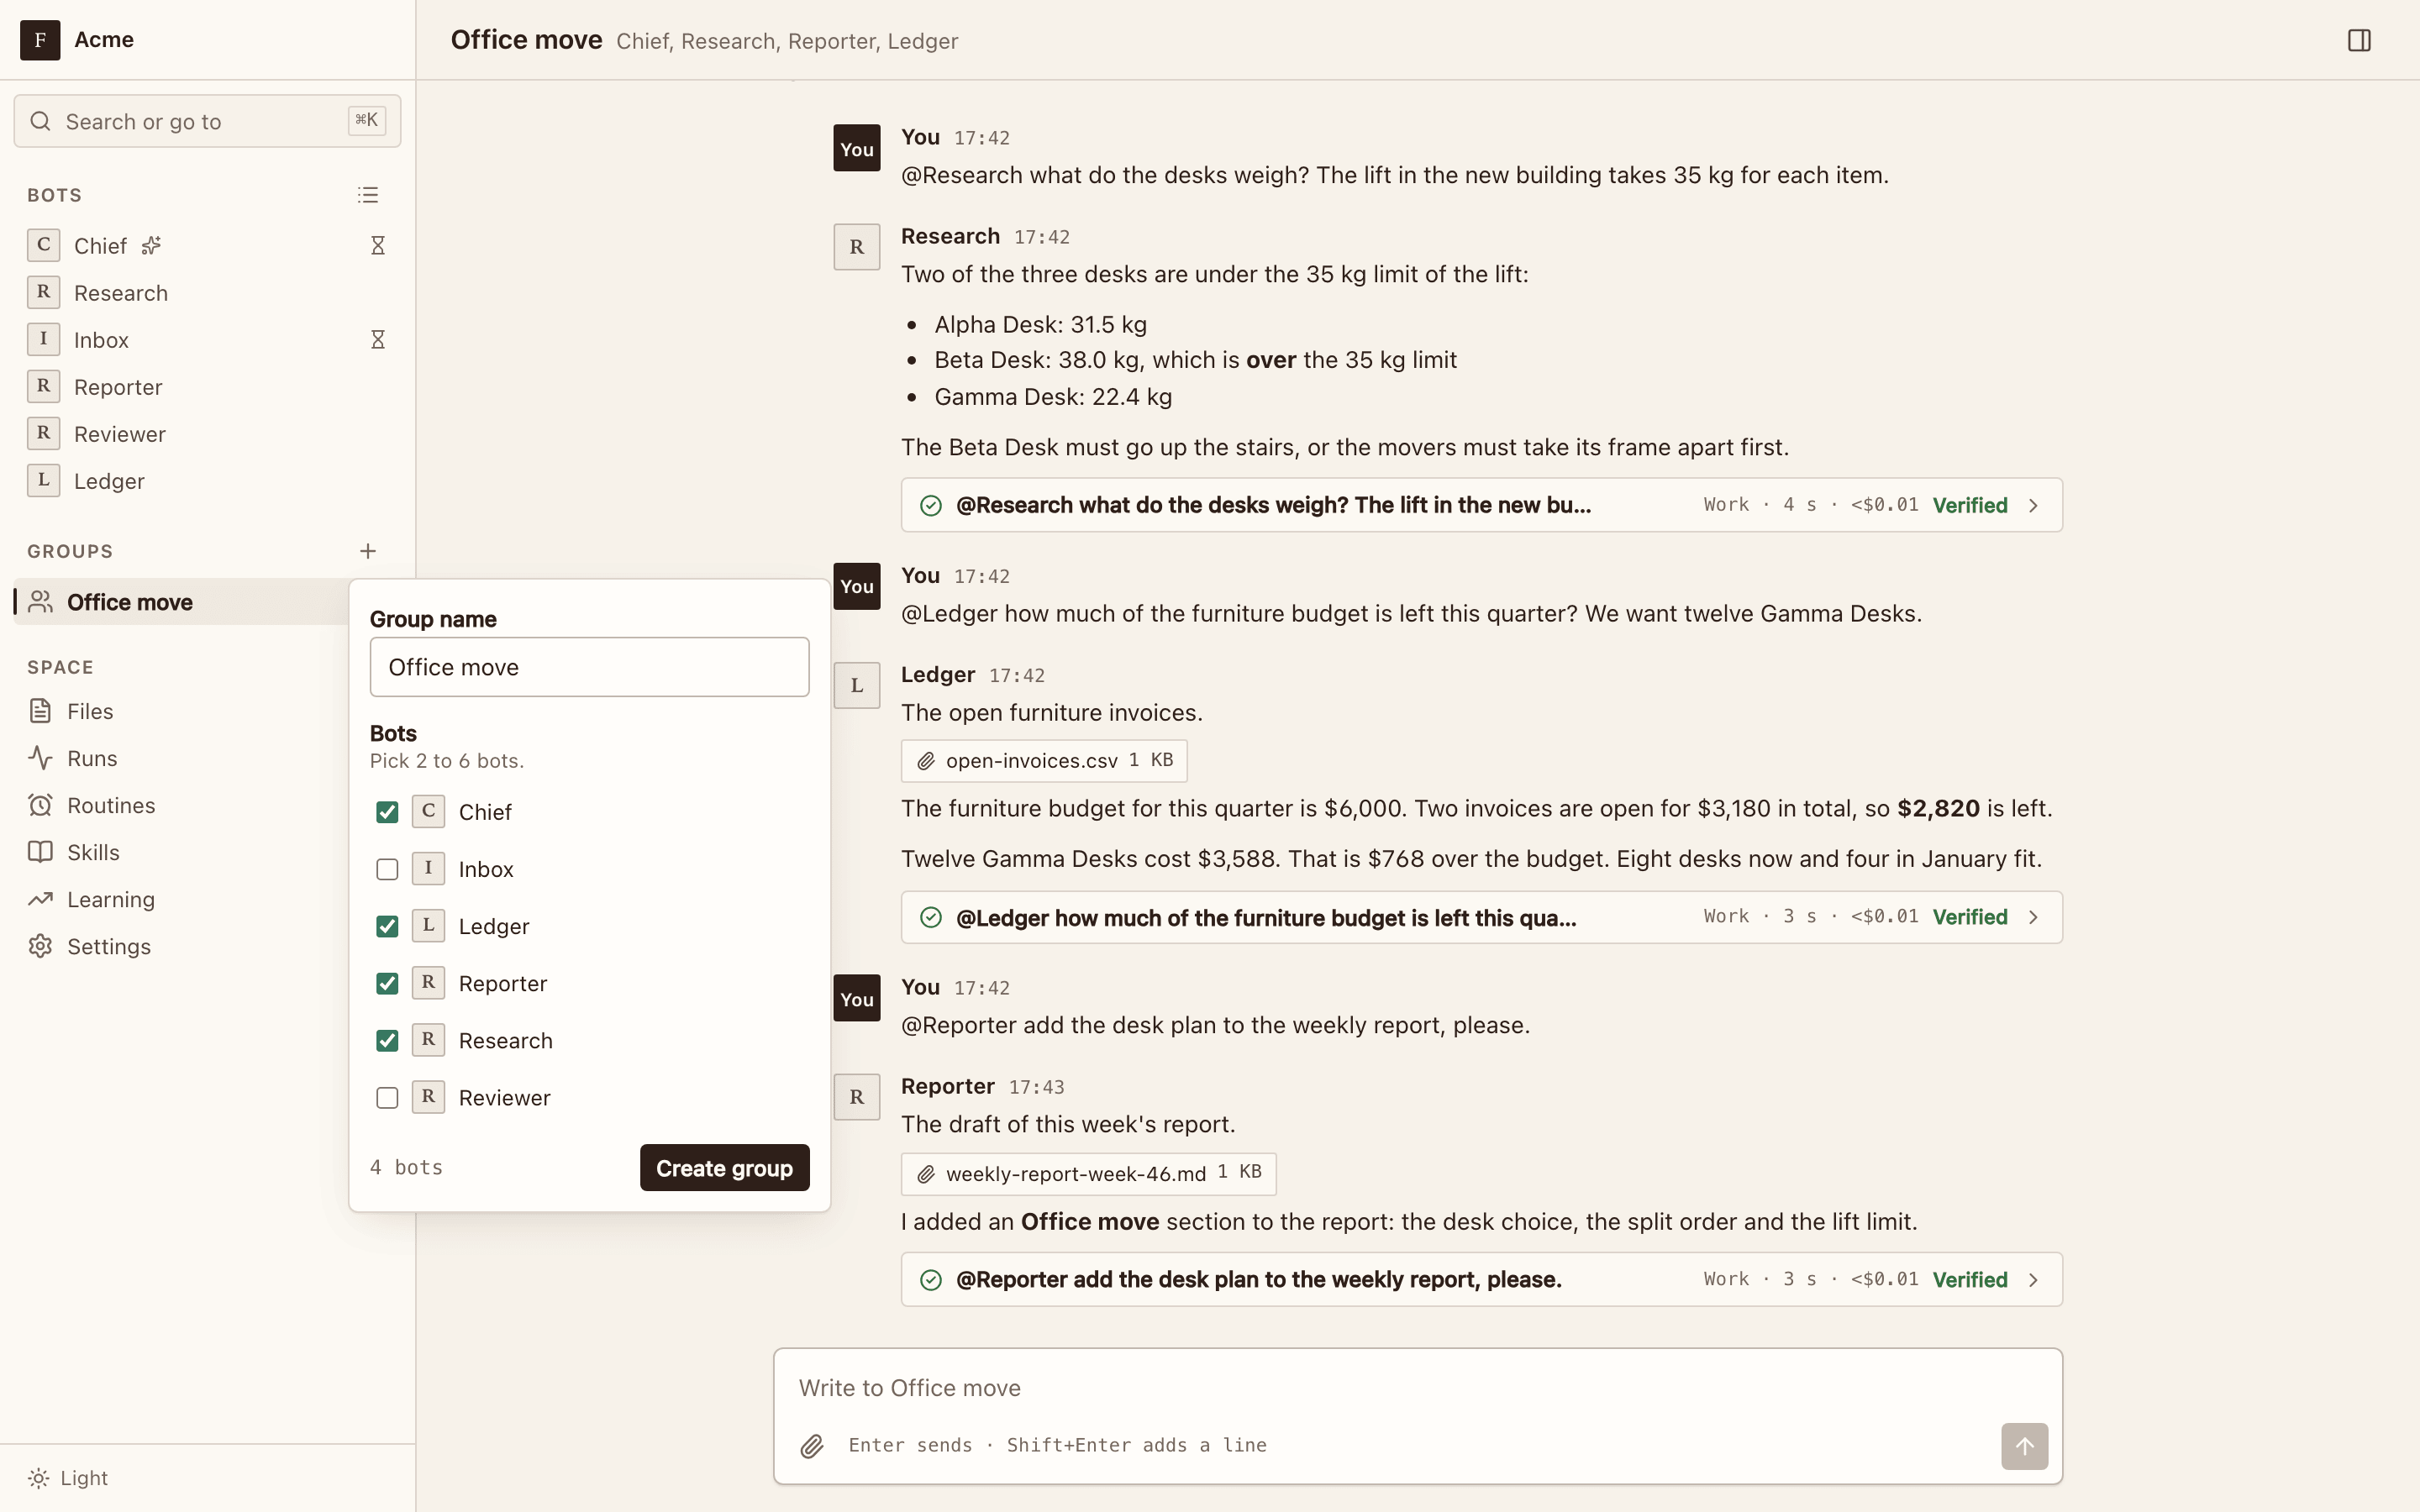 F Acme
Search or go to ⌘K
BOTS
C Chief
R Research
I Inbox
R Reporter
R Reviewer
L Ledger
GROUPS
Office move
SPACE
Files
Runs
Routines
Skills
Learning
Settings
Light
Group name
Office move
Bots
Pick 2 to 6 bots.
C Chief
I Inbox
L Ledger
R Reporter
R Research
R Reviewer
4 bots Create group
Office move Chief, Research, Reporter, Ledger
You You 17:42
@Research what do the desks weigh? The lift in the new building takes 35 kg for each item.
R Research 17:42
Two of the three desks are under the 35 kg limit of the lift:
• Alpha Desk: 31.5 kg
• Beta Desk: 38.0 kg, which is over the 35 kg limit
• Gamma Desk: 22.4 kg
The Beta Desk must go up the stairs, or the movers must take its frame apart first.
@Research what do the desks weigh? The lift in the new bu... Work · 4 s · <$0.01 Verified
You You 17:42
@Ledger how much of the furniture budget is left this quarter? We want twelve Gamma Desks.
L Ledger 17:42
The open furniture invoices.
open-invoices.csv 1 KB
The furniture budget for this quarter is $6,000. Two invoices are open for $3,180 in total, so $2,820 is left.
Twelve Gamma Desks cost $3,588. That is $768 over the budget. Eight desks now and four in January fit.
@Ledger how much of the furniture budget is left this qua... Work · 3 s · <$0.01 Verified
You You 17:42
@Reporter add the desk plan to the weekly report, please.
R Reporter 17:43
The draft of this week's report.
weekly-report-week-46.md 1 KB
I added an Office move section to the report: the desk choice, the split order and the lift limit.
@Reporter add the desk plan to the weekly report, please. Work · 3 s · <$0.01 Verified
Write to Office move
Enter sends · Shift+Enter adds a line